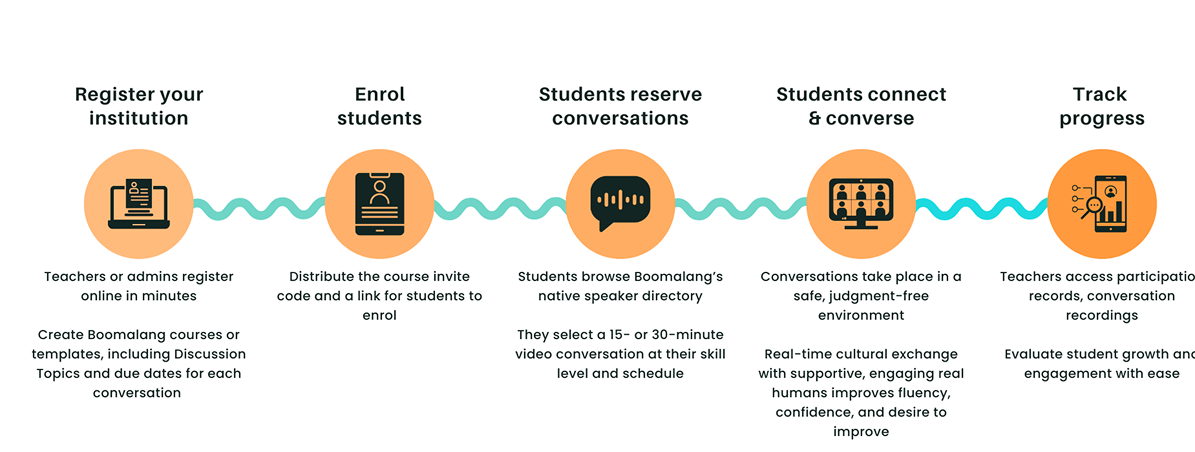 Register your
institution
Teachers or admins register
online in minutes
Create Boomalang courses or
templates, including Discussion
Topics and due dates for each
conversation
Enrol
students
Distribute the course invite
code and a link for students to
enrol
Students reserve
conversations
Students browse Boomalang's
native speaker directory
They select a 15- or 30-minute
video conversation at their skill
level and schedule
Students connect
& converse
Conversations take place in a
safe, judgment-free
environment
Real-time cultural exchange
with supportive, engaging real
humans improves fluency,
confidence, and desire to
improve
Track
progress
Teachers access
records, conversation
recordings
Evaluate student growth
engagement with ease